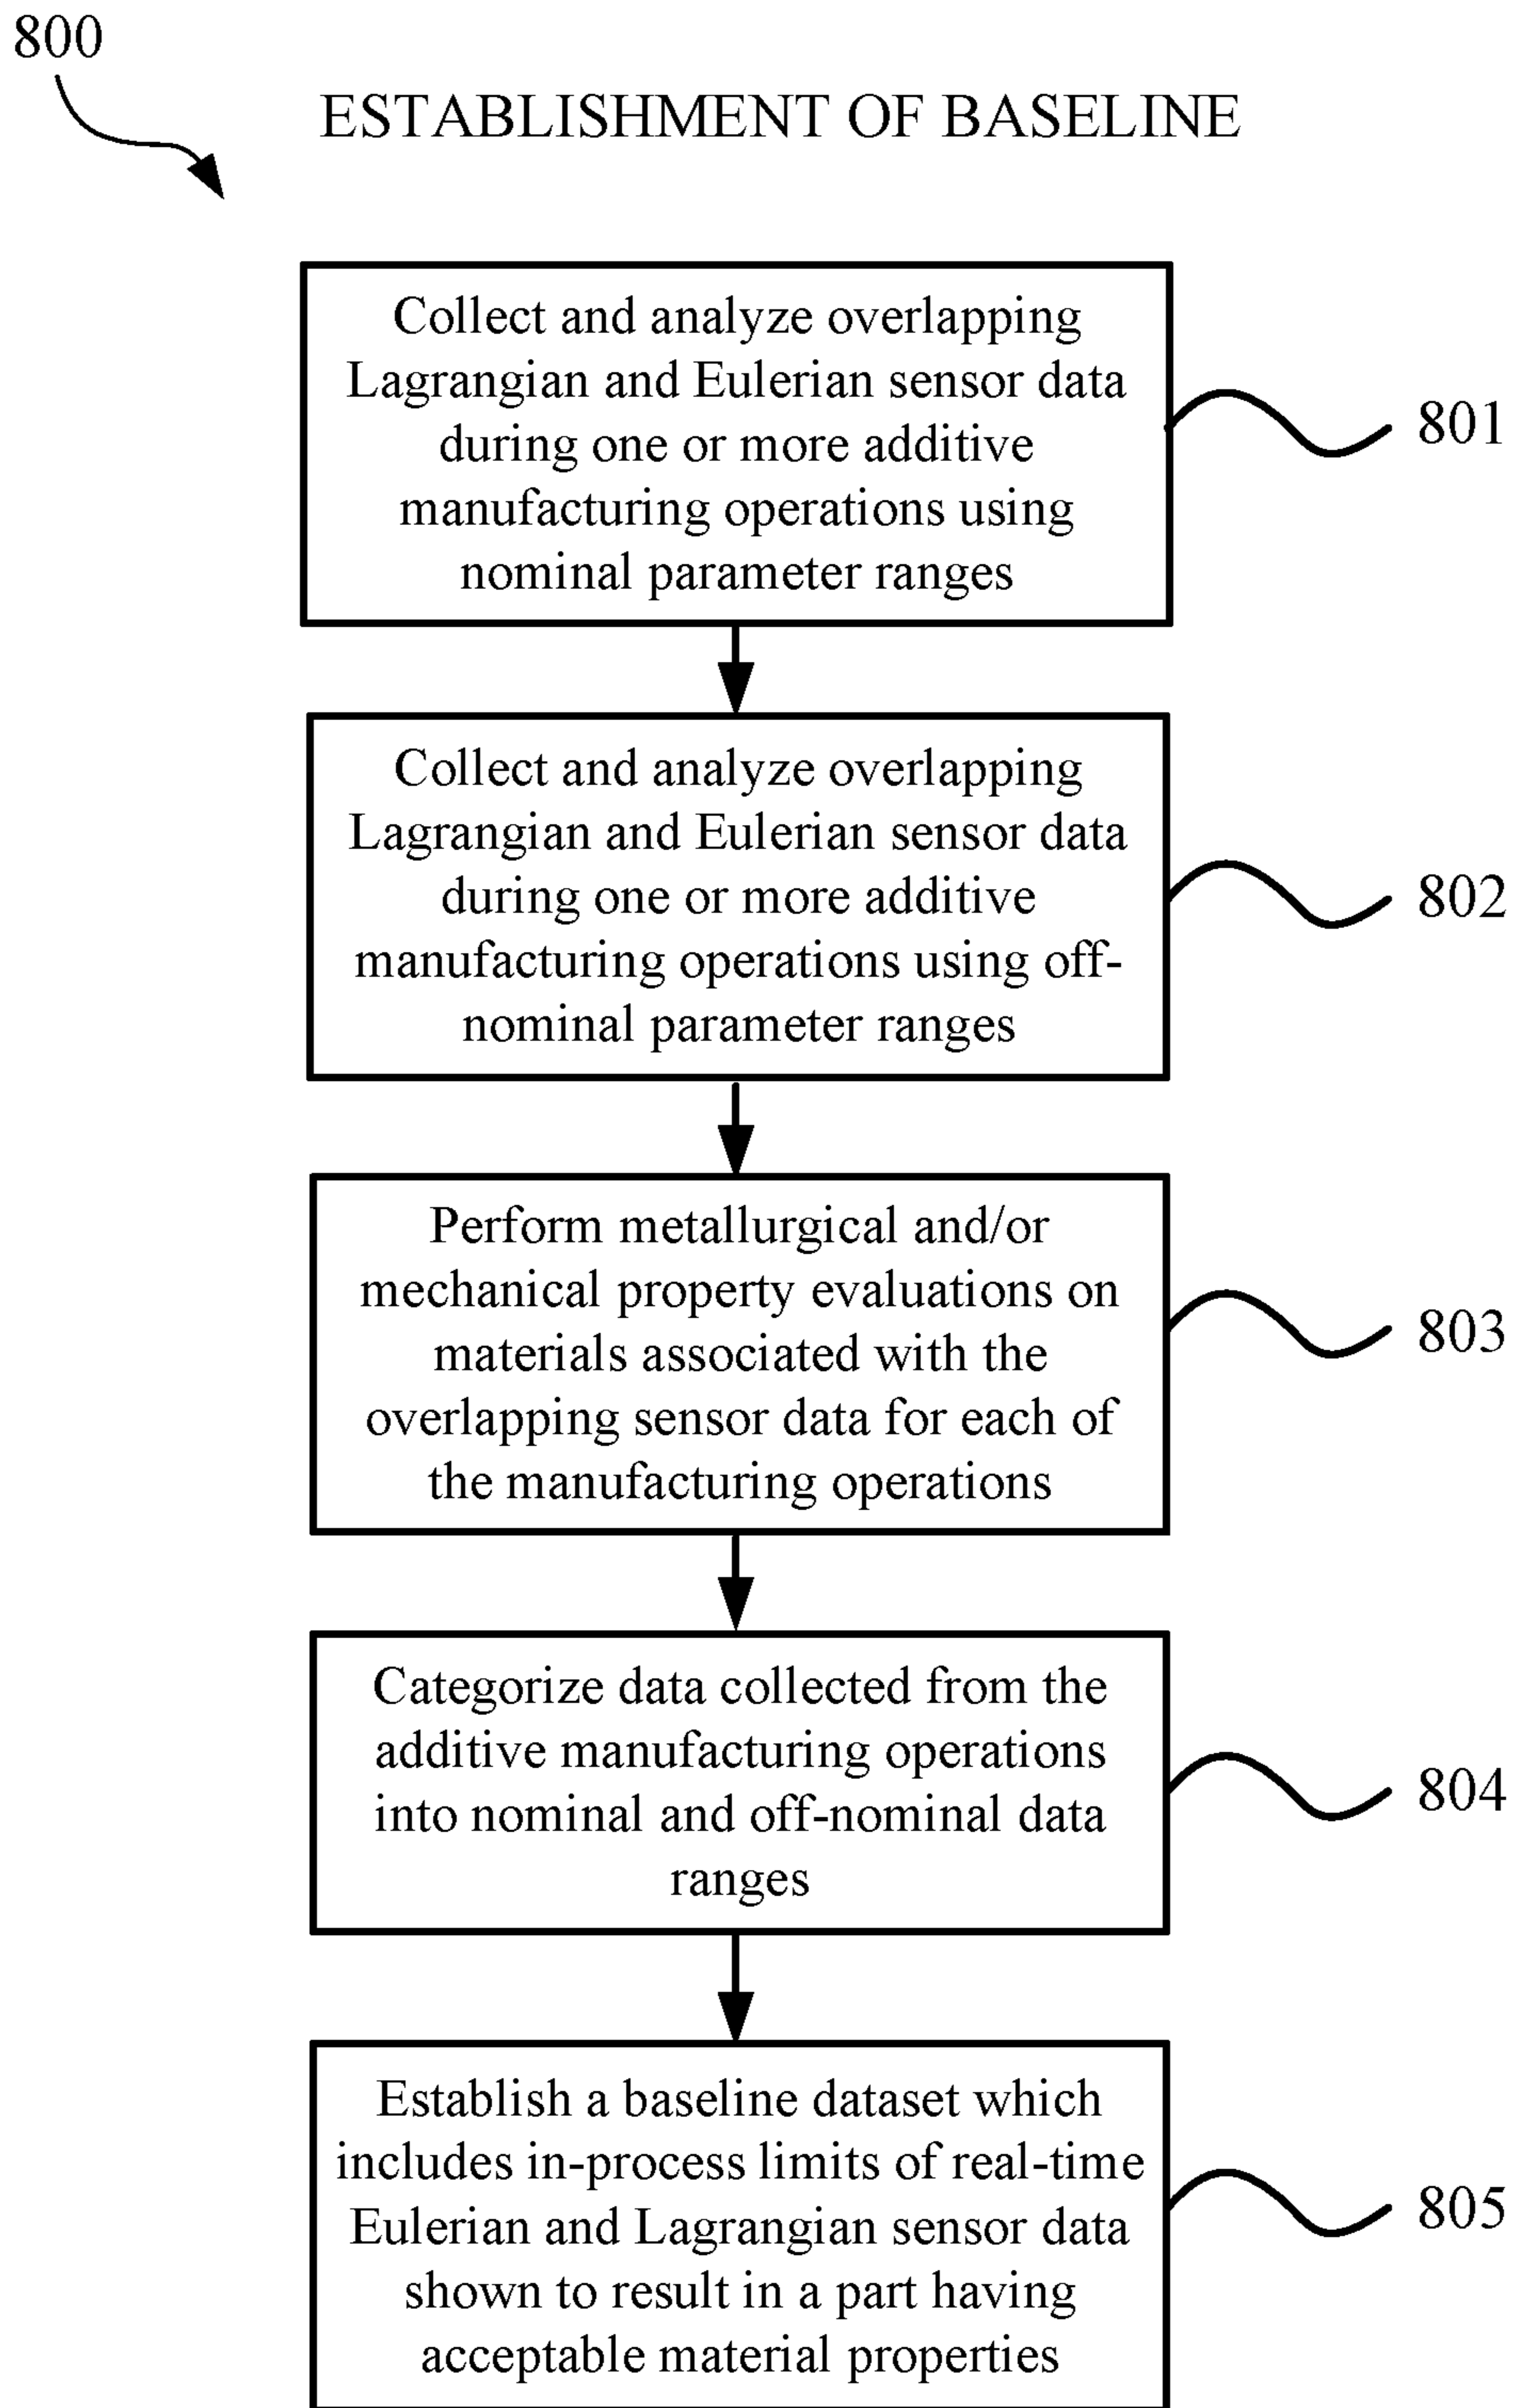 800
ESTABLISHMENT OF BASELINE
Collect and analyze overlapping
Lagrangian and Eulerian sensor data
during one or more additive
manufacturing operations using
nominal parameter ranges
801
Collect and analyze overlapping
Lagrangian and Eulerian sensor data
during one or more additive
manufacturing operations using off-
nominal parameter ranges
802
Perform metallurgical and/or
mechanical property evaluations on
materials associated with the
overlapping sensor data for each of
the manufacturing operations
803
Categorize data collected from the
additive manufacturing operations
into nominal and off-nominal data
ranges
804
Establish a baseline dataset which
includes in-process limits of real-time
Eulerian and Lagrangian sensor data
shown to result in a part having
acceptable material properties
805